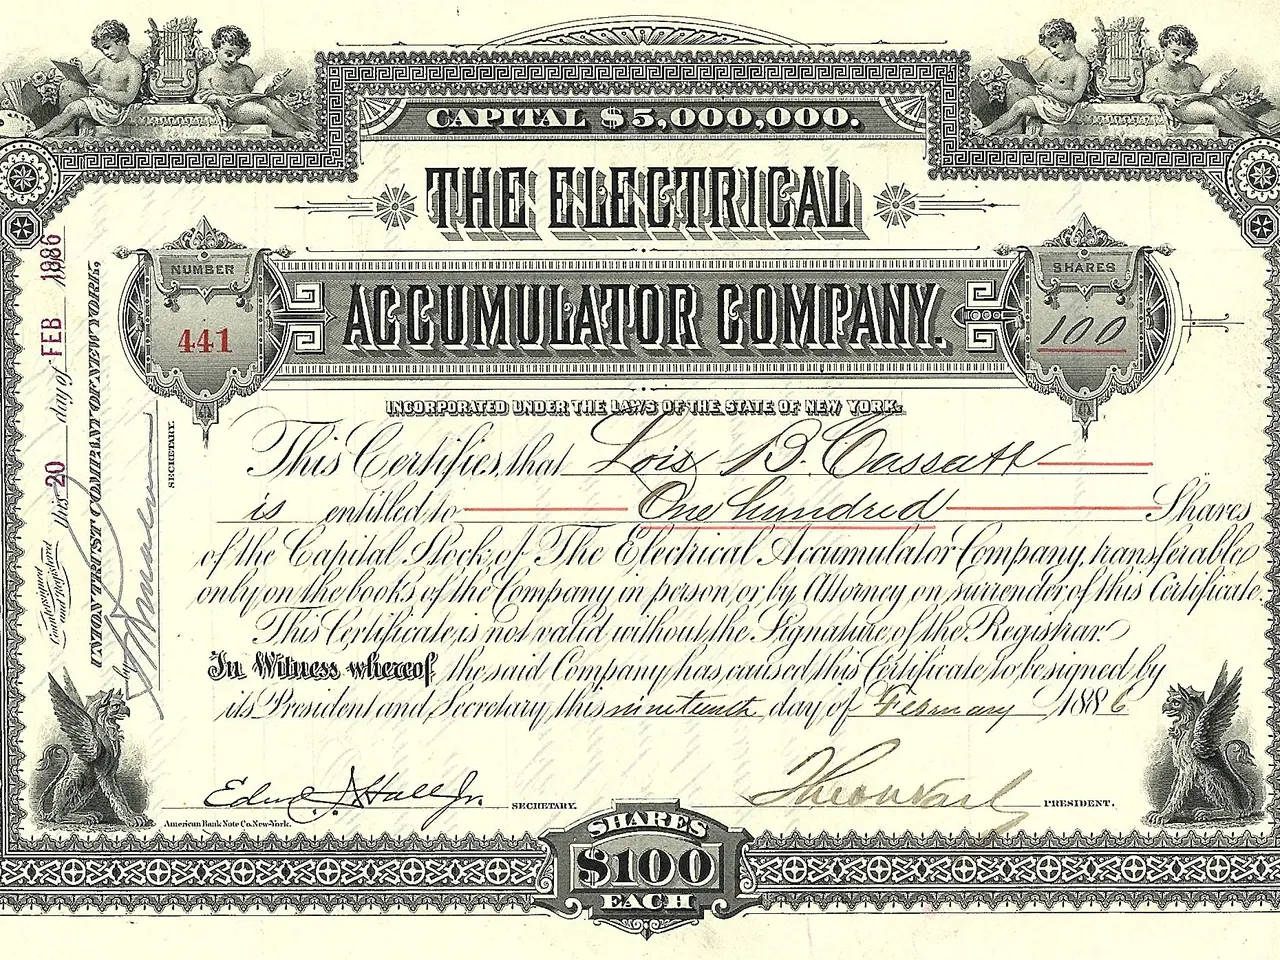 CAPITAL $5,000,000.
THE ELECTRICAL
ACCUMULATOR COMPANY.
NUMBER
441
SHARES
100
INCORPORATED UNDER THE LAWS OF THE STATE OF NEW YORK.
This Certifies, that Lois B. Cassatt
is entitled to One hundred Shares
of the Capital Stock of The Electrical Accumulator Company, transferable
only on the books of the Company in person, or by Attorney on surrender of this Certificate.
This Certificate is not valid without the Signature of the Registrar.
In Witness whereof the said Company has caused this Certificate to be signed by
its President and Secretary, this nineteenth day of February 1886
SECRETARY.
PRESIDENT.
American Bank Note Co. New-York.
SHARES
$100
EACH
Countersigned and Registered this 20 day of FEB 1886
UNION TRUST COMPANY OF NEW YORK.
by
SECRETARY.